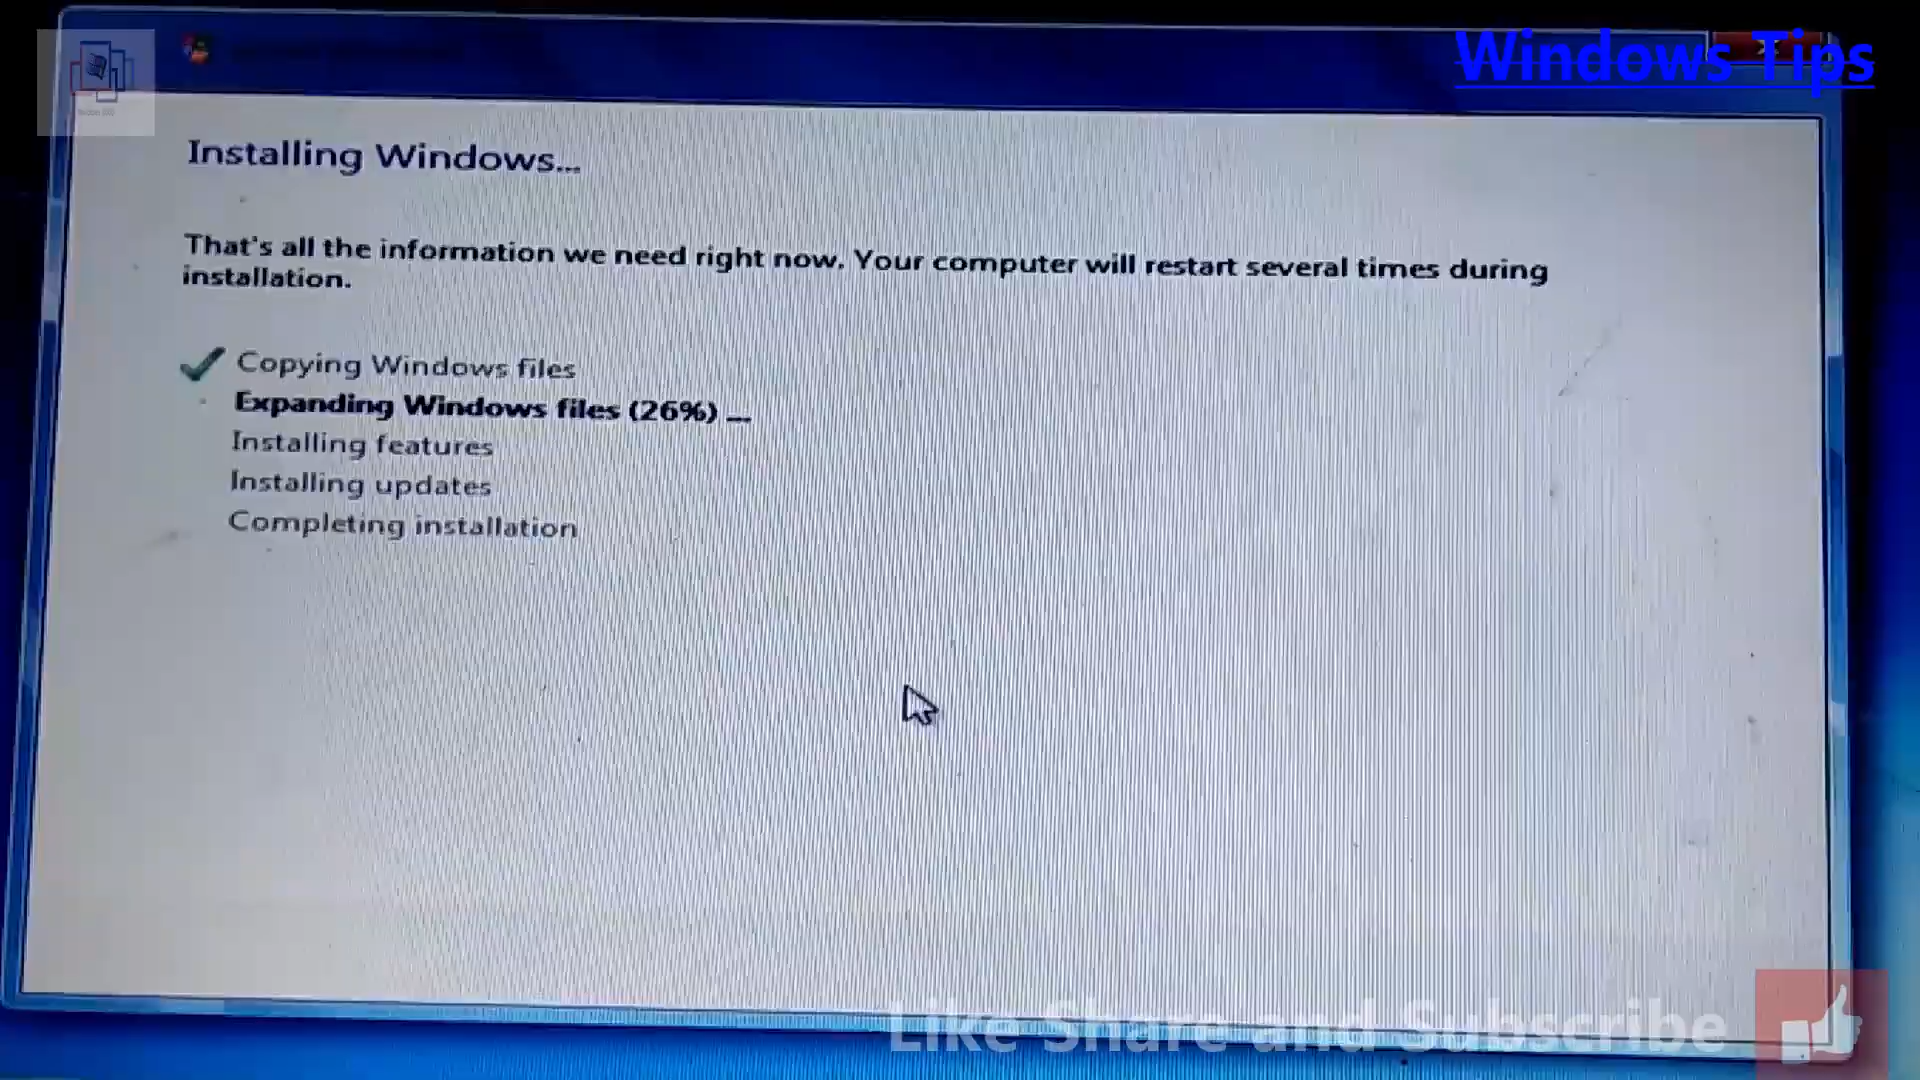 Windows Tips
Installing Windows...
That's all the information we need right now. Your computer will restart several times during
installation.
Copying Windows files
Expanding Windows files (26%) ...
Installing features
Installing updates
Completing installation
Like Share and Subscribe